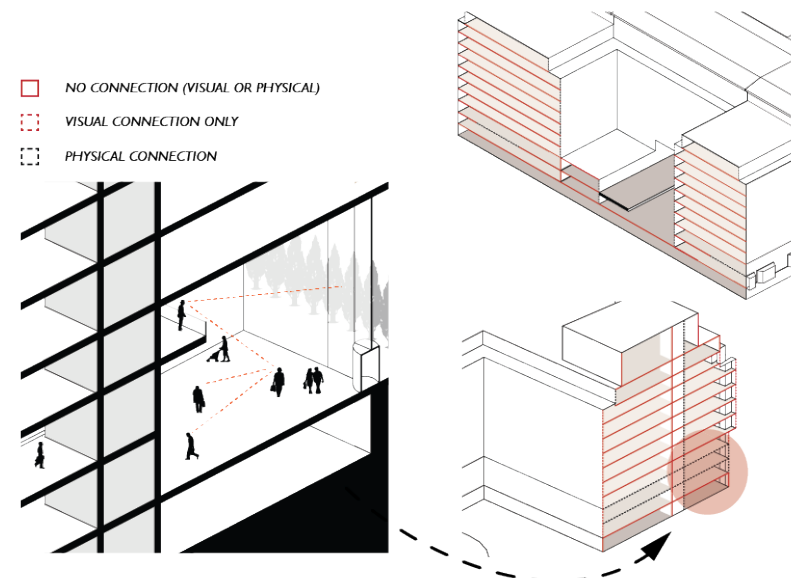 NO CONNECTION (VISUAL OR PHYSICAL)
VISUAL CONNECTION ONLY
PHYSICAL CONNECTION